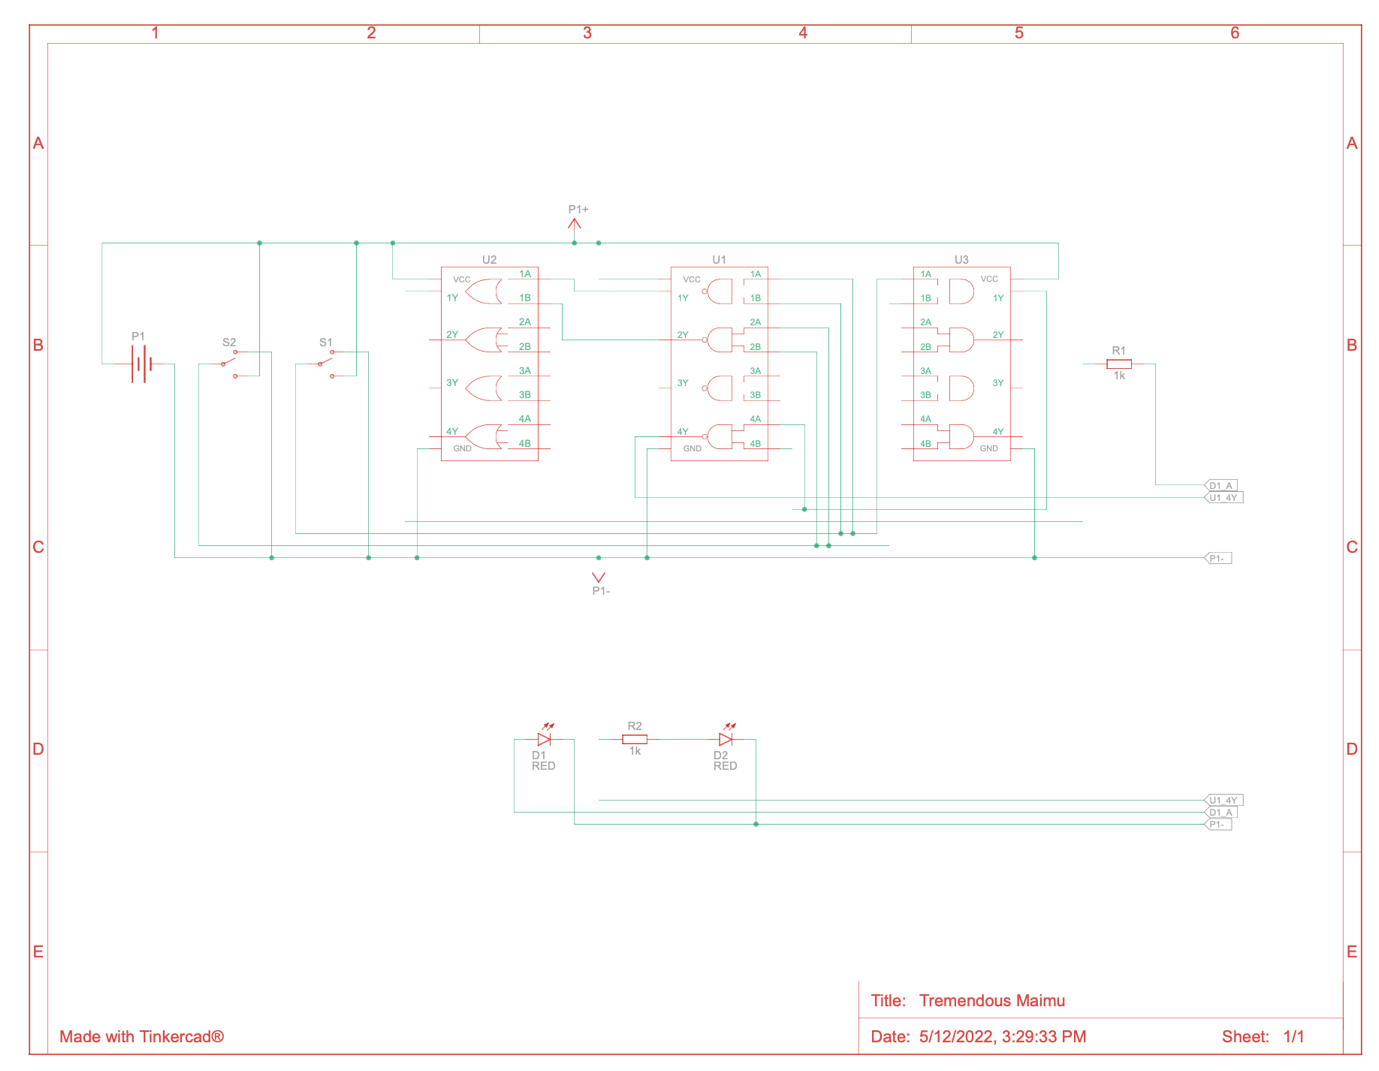 1 2 3 4 5 6
A A
P1+
U2 U1 U3
VCC 1A VCC 1A 1A VCC
1Y 1B 1Y 1B 1B 1Y
2A 2A 2A
2Y 2B 2Y 2B 2B 2Y
3A 3A 3A
3Y 3B 3Y 3B 3B 3Y
4A 4A 4A
4Y 4B 4Y 4B 4B 4Y
GND GND GND
B B
P1 S2 S1 R1
1k
D1_A
U1_4Y
C C
P1-
P1-
R2
1k
D1
RED
D2
RED
D D
U1_4Y
D1_A
P1-
E E
Title: Tremendous Maimu
Made with Tinkercad®
Date: 5/12/2022, 3:29:33 PM Sheet: 1/1